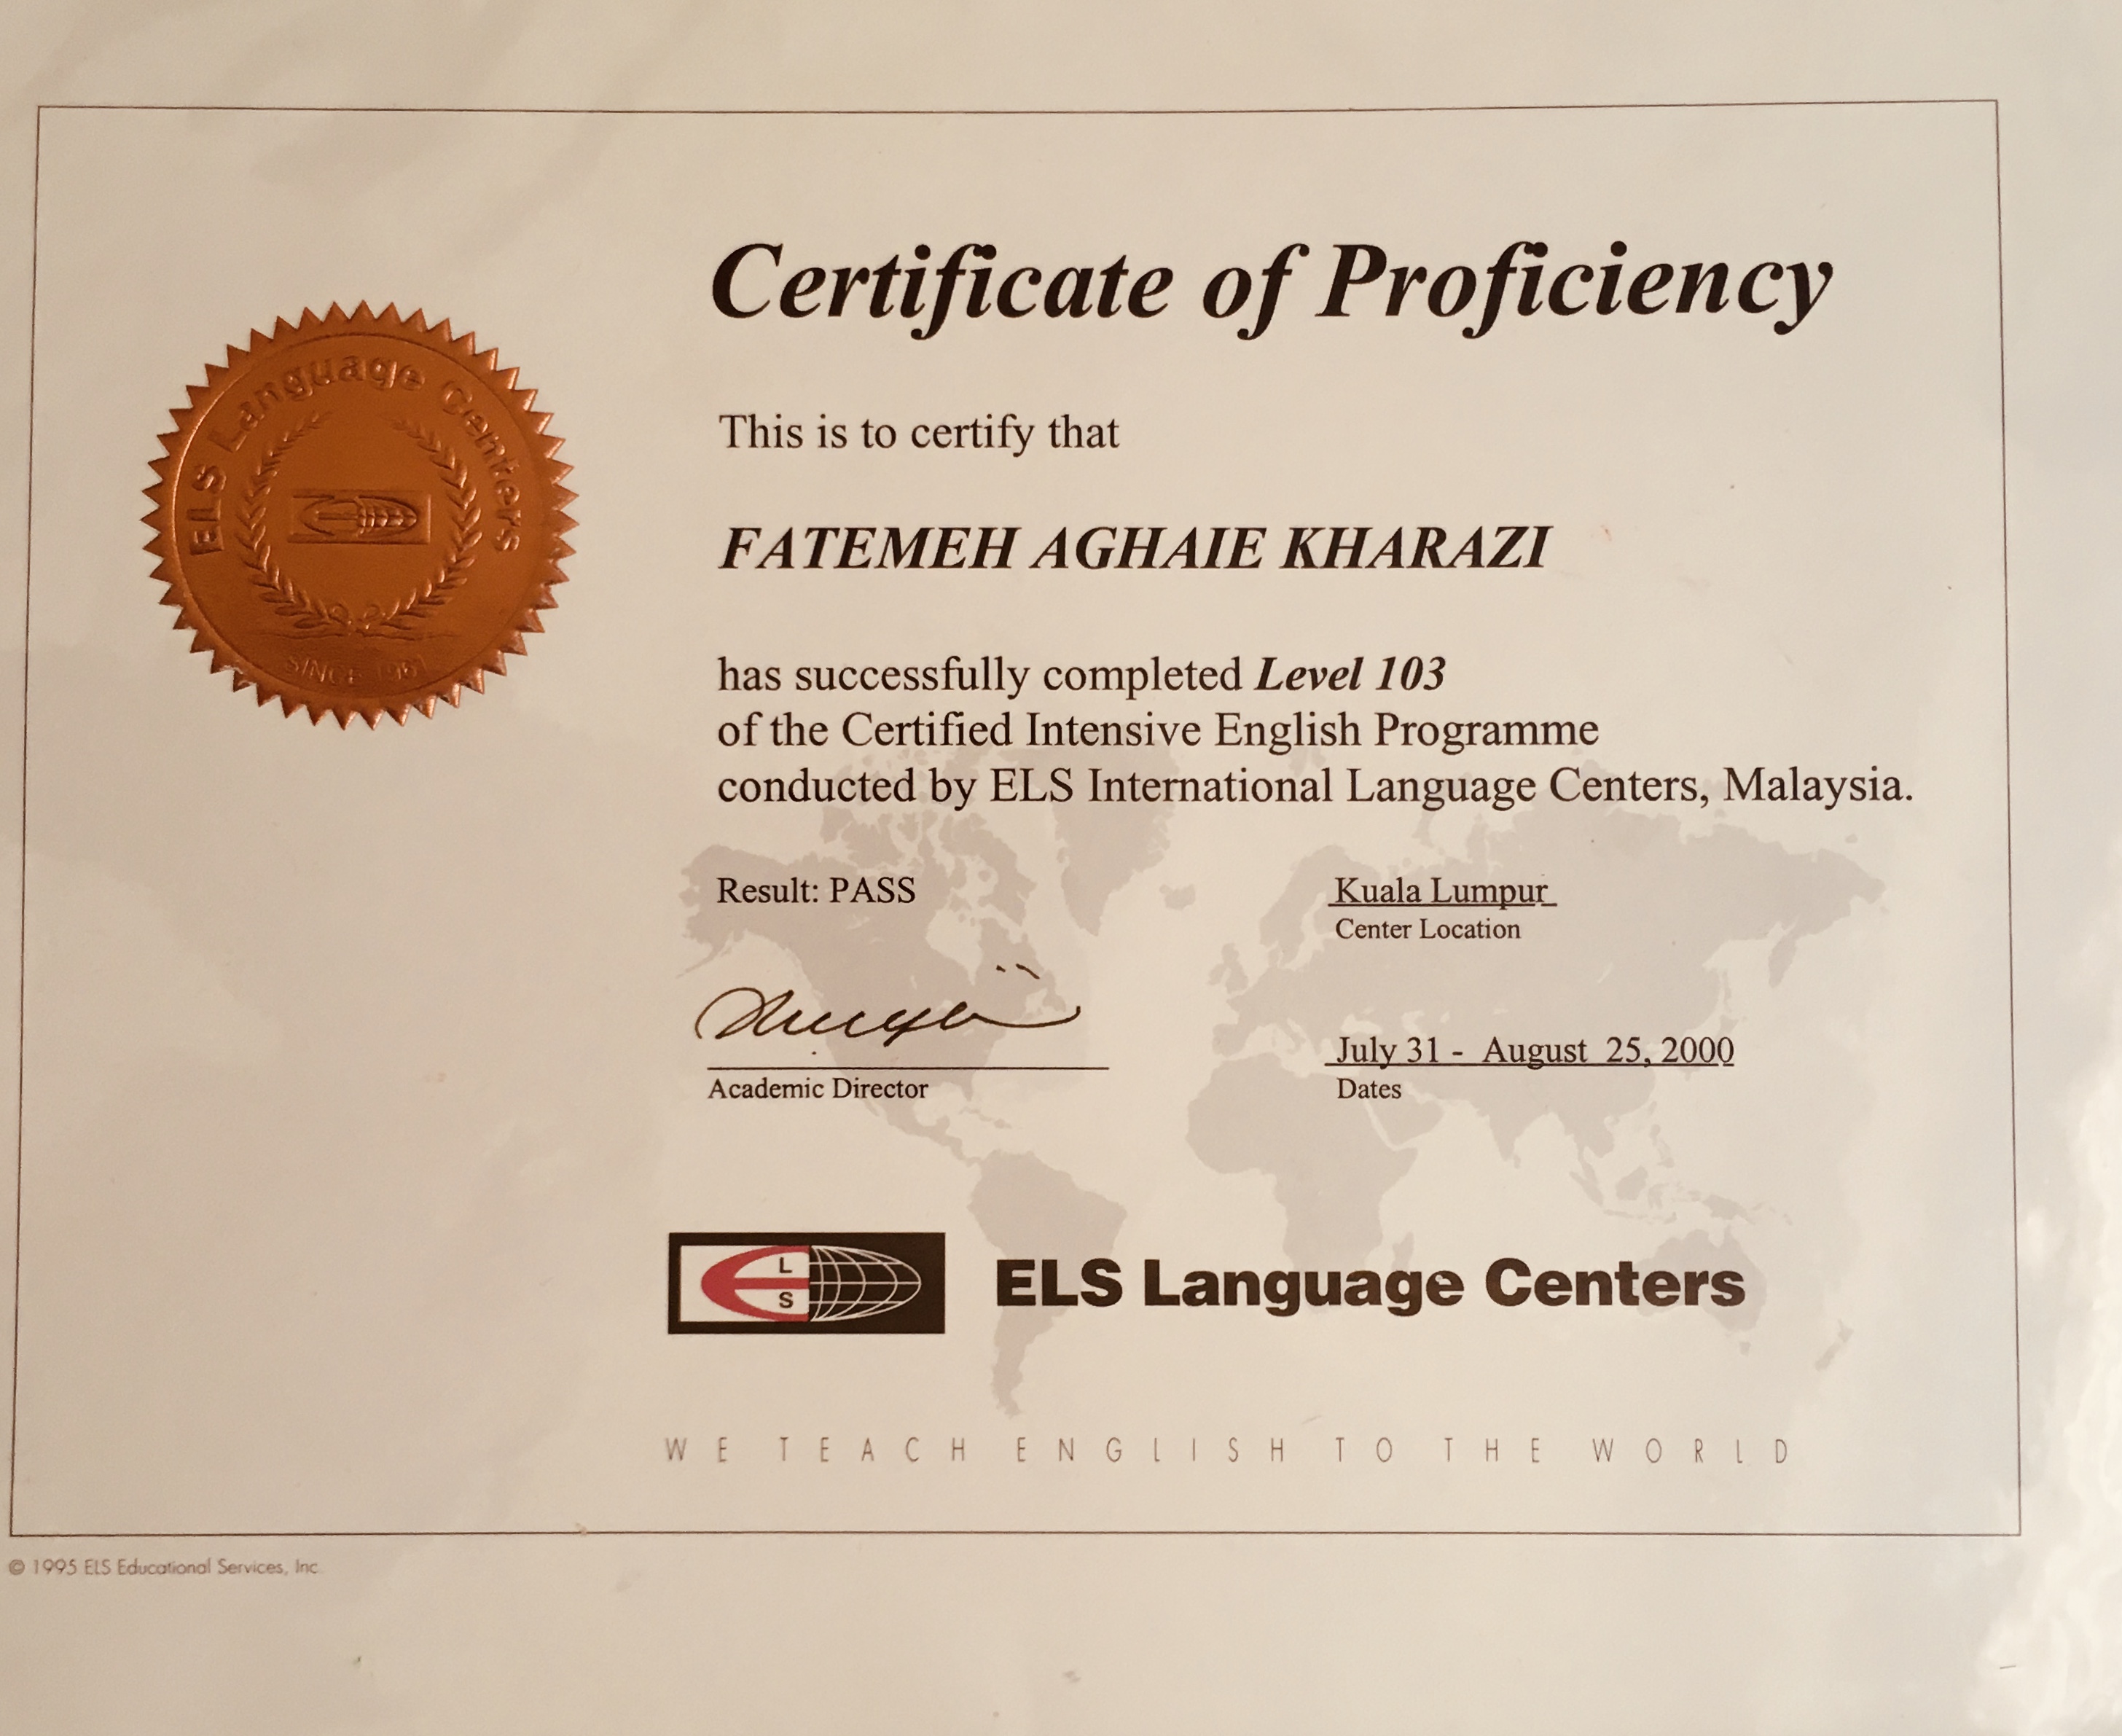 Certificate of Proficiency
ELS Language Centers
SINCE 1961
This is to certify that
FATEMEH AGHAIE KHARAZI
has successfully completed Level 103
of the Certified Intensive English Programme
conducted by ELS International Language Centers, Malaysia.
Result: PASS
Kuala Lumpur
Center Location
Academic Director
July 31 - August 25, 2000
Dates
ELS
ELS Language Centers
WE TEACH ENGLISH TO THE WORLD
© 1995 ELS Educational Services, Inc.